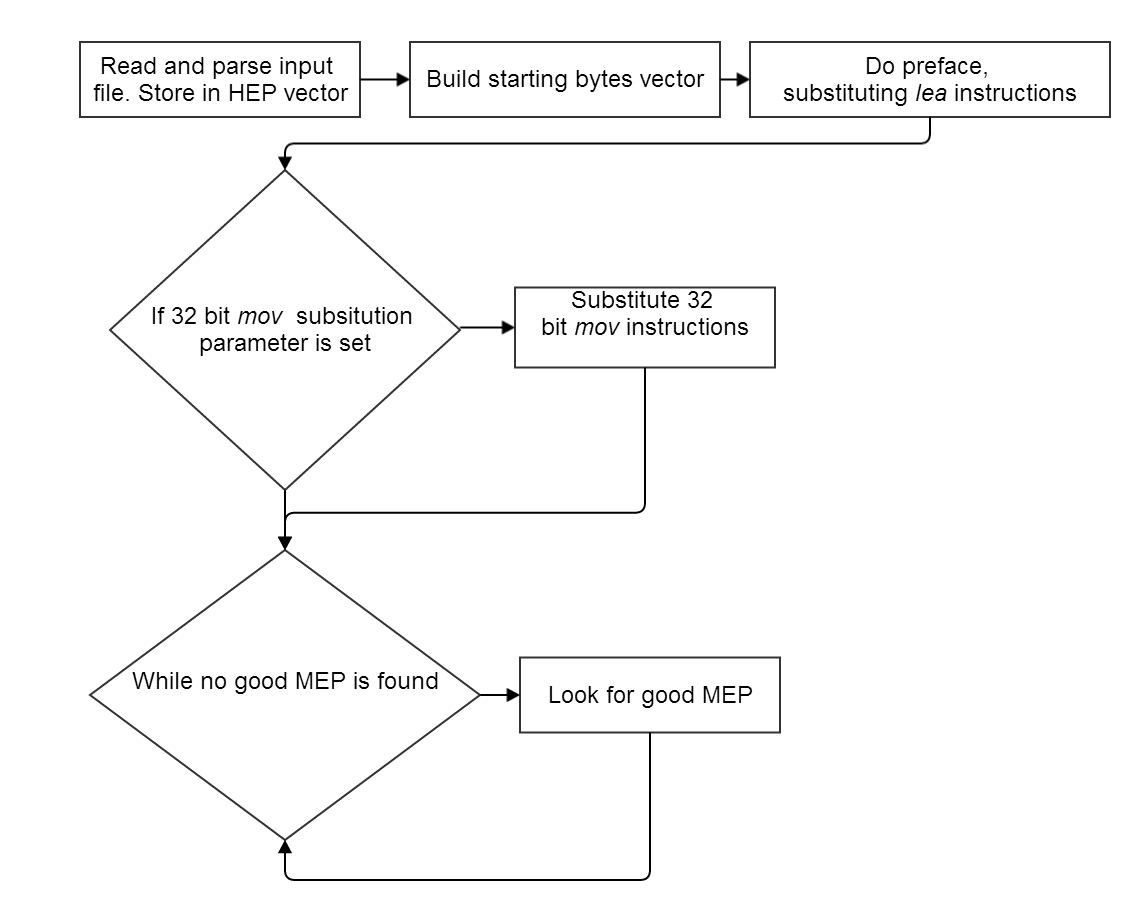 Read and parse input
file. Store in HEP vector
Build starting bytes vector
Do preface,
substituting lea instructions
If 32 bit mov subsitution
parameter is set
Substitute 32
bit mov instructions
While no good MEP is found
Look for good MEP